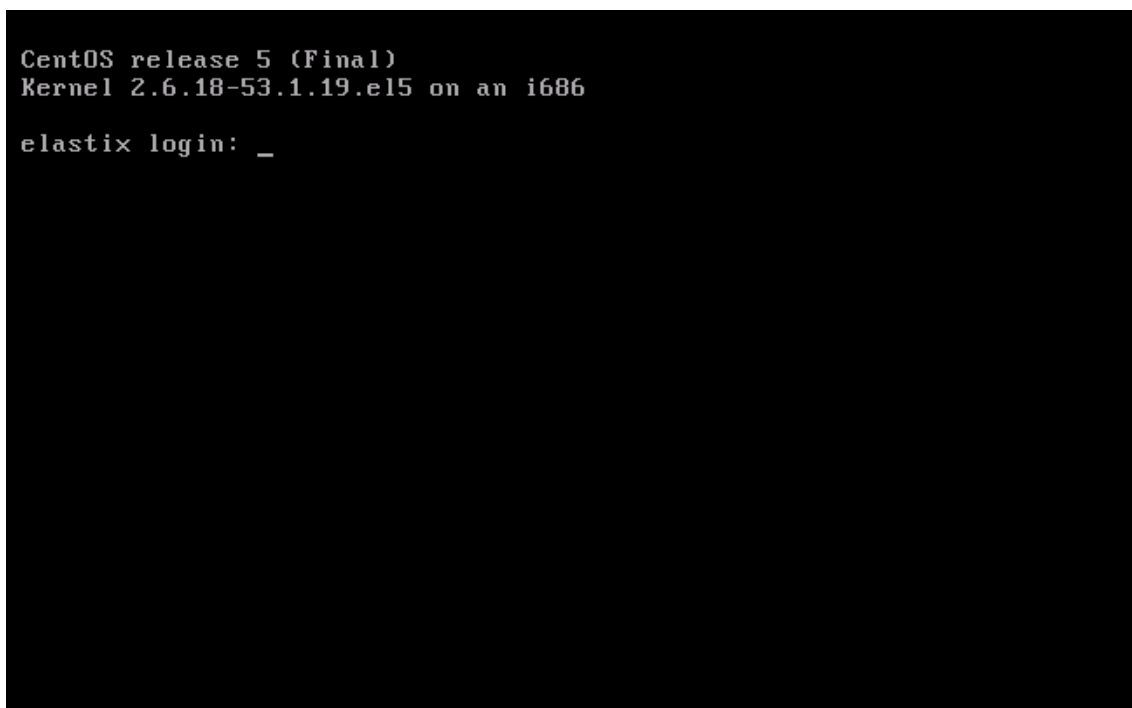 CentOS release 5 (Final)
Kernel 2.6.18-53.1.19.el5 on an i686
elastix login: _